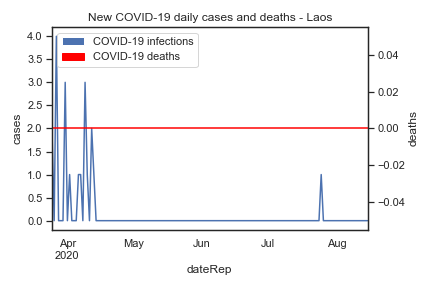 New COVID-19 daily cases and deaths - Laos
COVID-19 infections
COVID-19 deaths
4.0
3.5
3.0
2.5
2.0
1.5
1.0
0.5
0.0
cases
0.04
0.02
0.00
−0.02
−0.04
deaths
Apr
2020
May
Jun
Jul
Aug
dateRep